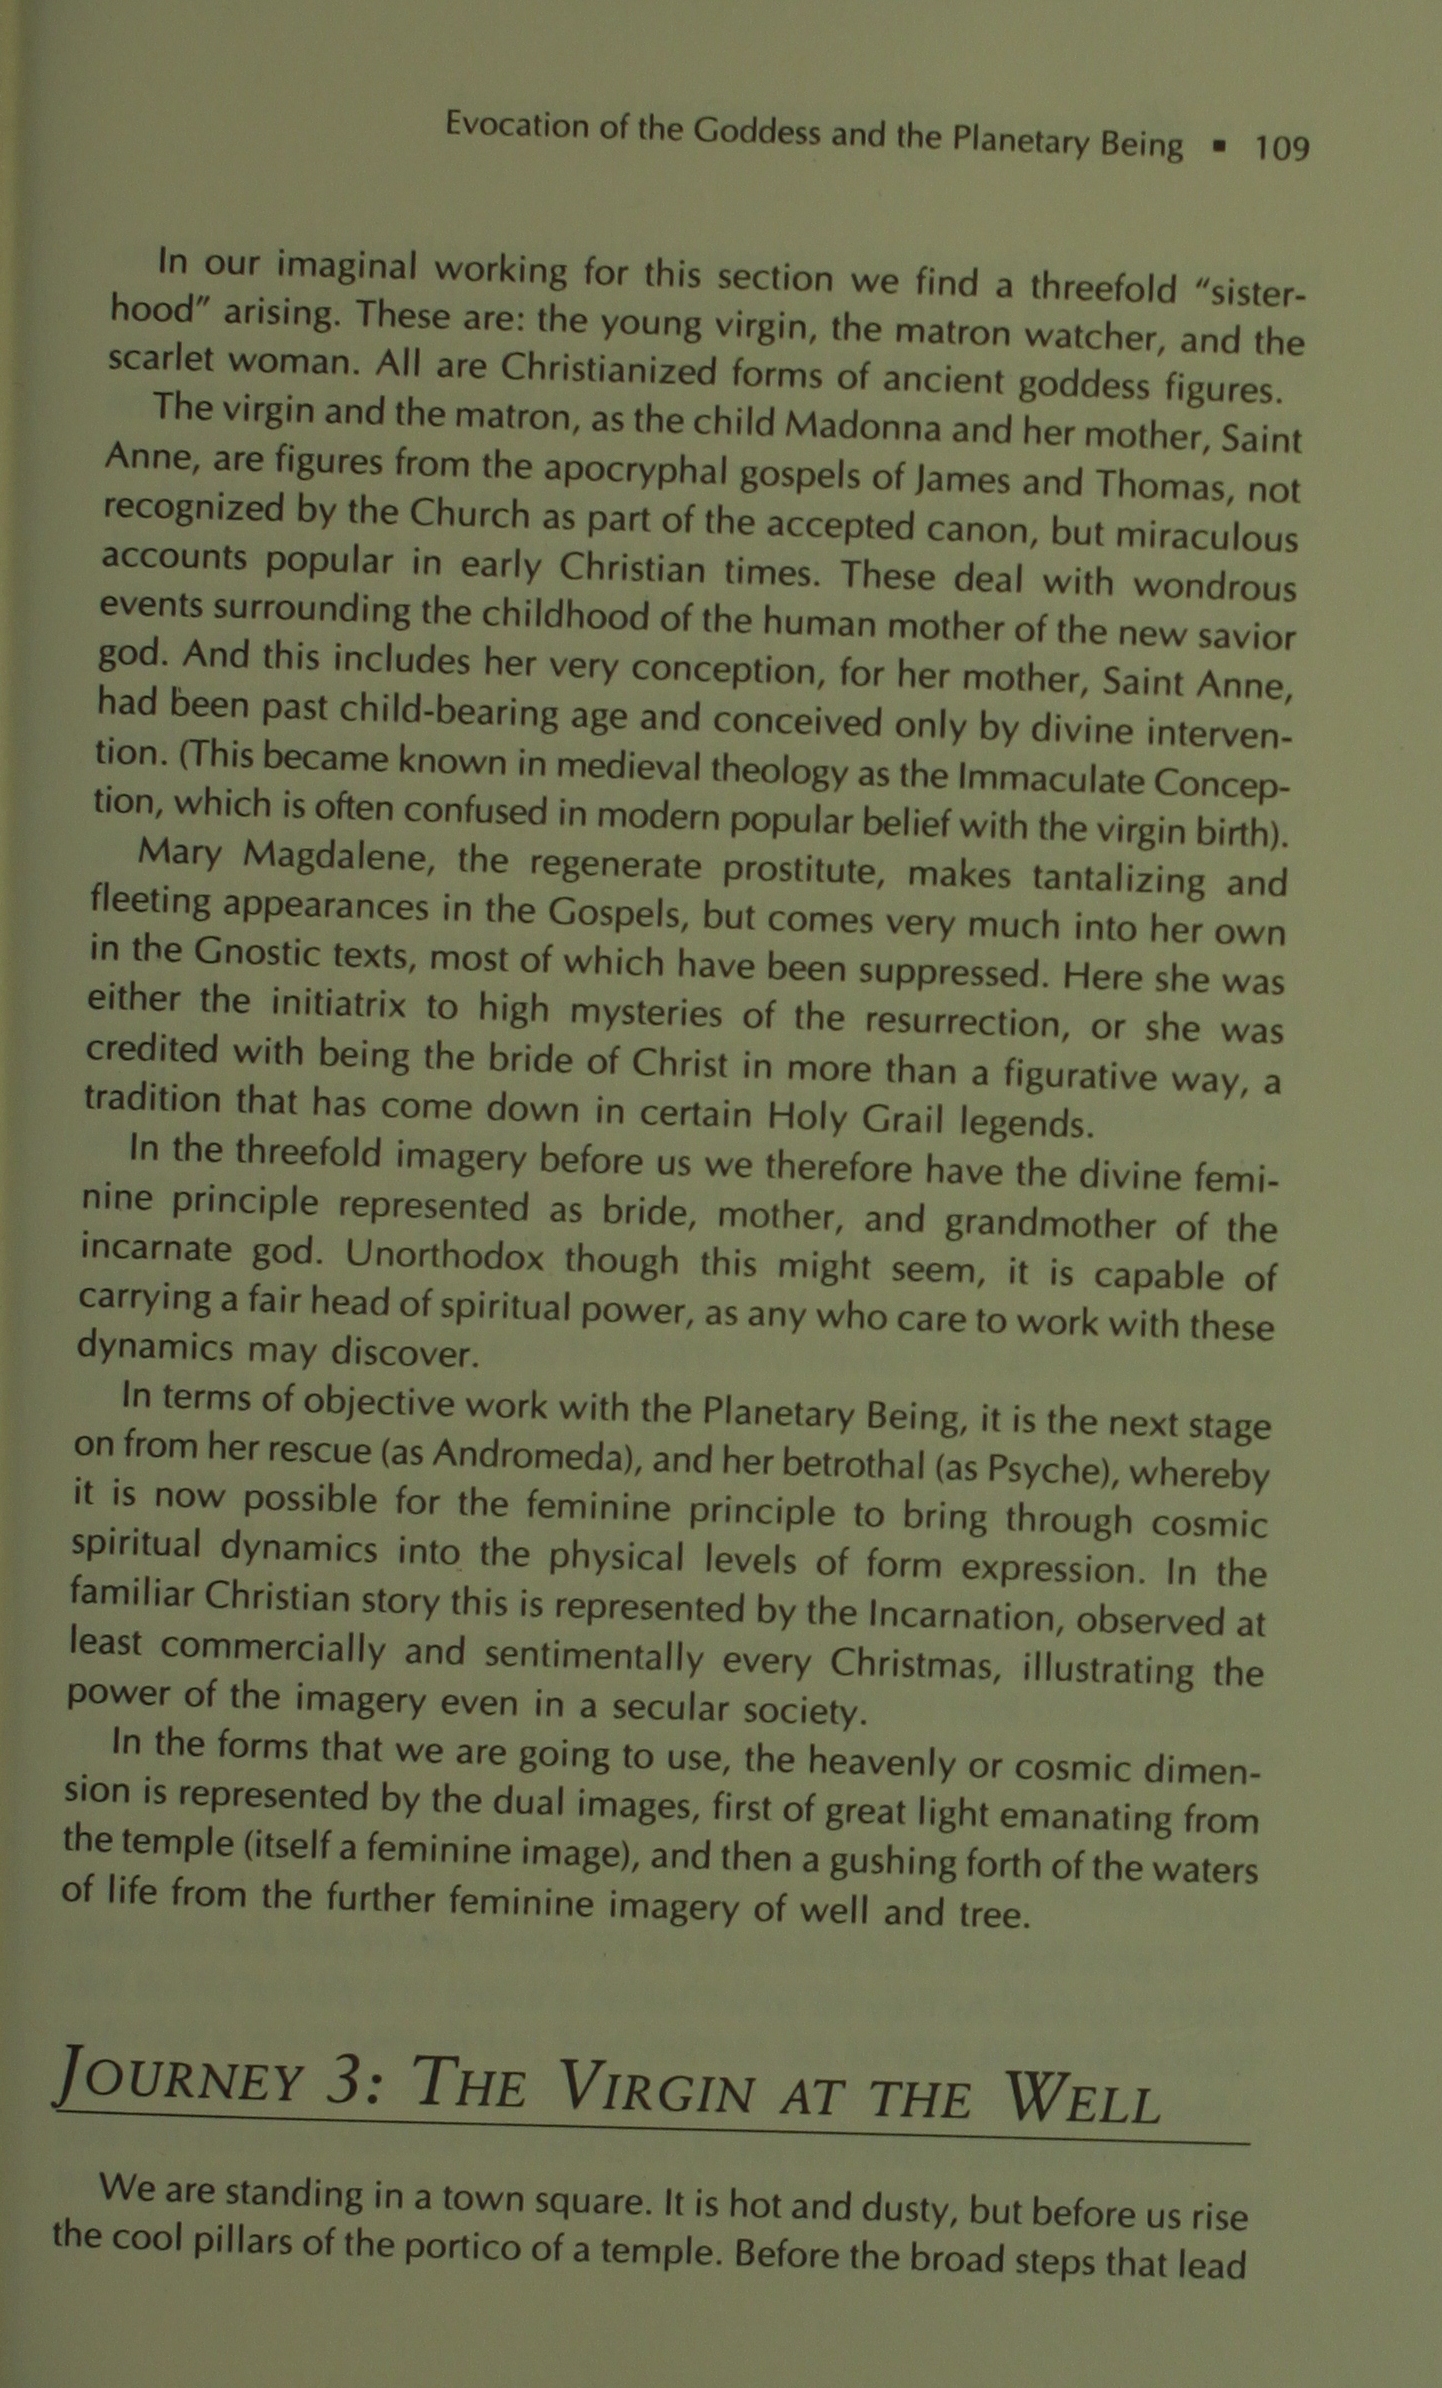 Evocation of the Goddess and the Planetary Being ▪ 109
In our imaginal working for this section we find a threefold “sister-
hood” arising. These are: the young virgin, the matron watcher, and the
scarlet woman. All are Christianized forms of ancient goddess figures.
The virgin and the matron, as the child Madonna and her mother, Saint
Anne, are figures from the apocryphal gospels of James and Thomas, not
recognized by the Church as part of the accepted canon, but miraculous
accounts popular in early Christian times. These deal with wondrous
events surrounding the childhood of the human mother of the new savior
god. And this includes her very conception, for her mother, Saint Anne,
had been past child-bearing age and conceived only by divine interven-
tion. (This became known in medieval theology as the Immaculate Concep-
tion, which is often confused in modern popular belief with the virgin birth).
Mary Magdalene, the regenerate prostitute, makes tantalizing and
fleeting appearances in the Gospels, but comes very much into her own
in the Gnostic texts, most of which have been suppressed. Here she was
either the initiatrix to high mysteries of the resurrection, or she was
credited with being the bride of Christ in more than a figurative way, a
tradition that has come down in certain Holy Grail legends.
In the threefold imagery before us we therefore have the divine femi-
nine principle represented as bride, mother, and grandmother of the
incarnate god. Unorthodox though this might seem, it is capable of
carrying a fair head of spiritual power, as any who care to work with these
dynamics may discover.
In terms of objective work with the Planetary Being, it is the next stage
on from her rescue (as Andromeda), and her betrothal (as Psyche), whereby
it is now possible for the feminine principle to bring through cosmic
spiritual dynamics into the physical levels of form expression. In the
familiar Christian story this is represented by the Incarnation, observed at
least commercially and sentimentally every Christmas, illustrating the
power of the imagery even in a secular society.
In the forms that we are going to use, the heavenly or cosmic dimen-
sion is represented by the dual images, first of great light emanating from
the temple (itself a feminine image), and then a gushing forth of the waters
of life from the further feminine imagery of well and tree.
JOURNEY 3: THE VIRGIN AT THE WELL
We are standing in a town square. It is hot and dusty, but before us rise
the cool pillars of the portico of a temple. Before the broad steps that lead